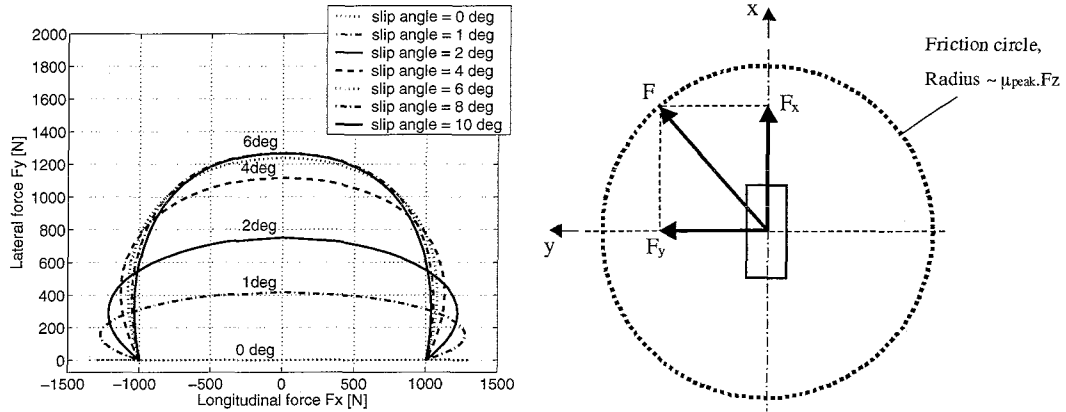 slip angle = 0 deg
slip angle = 1 deg
slip angle = 2 deg
slip angle = 4 deg
slip angle = 6 deg
slip angle = 8 deg
slip angle = 10 deg
2000
1800
1600
1400
1200
1000
800
600
400
200
0
6deg
4deg
2deg
1deg
0 deg
Lateral force Fy [N]
−1500
−1000
−500
0
500
1000
1500
Longitudinal force Fx [N]
x
Friction circle,
Radius ~ μpeak.Fz
F
Fx
y
Fy